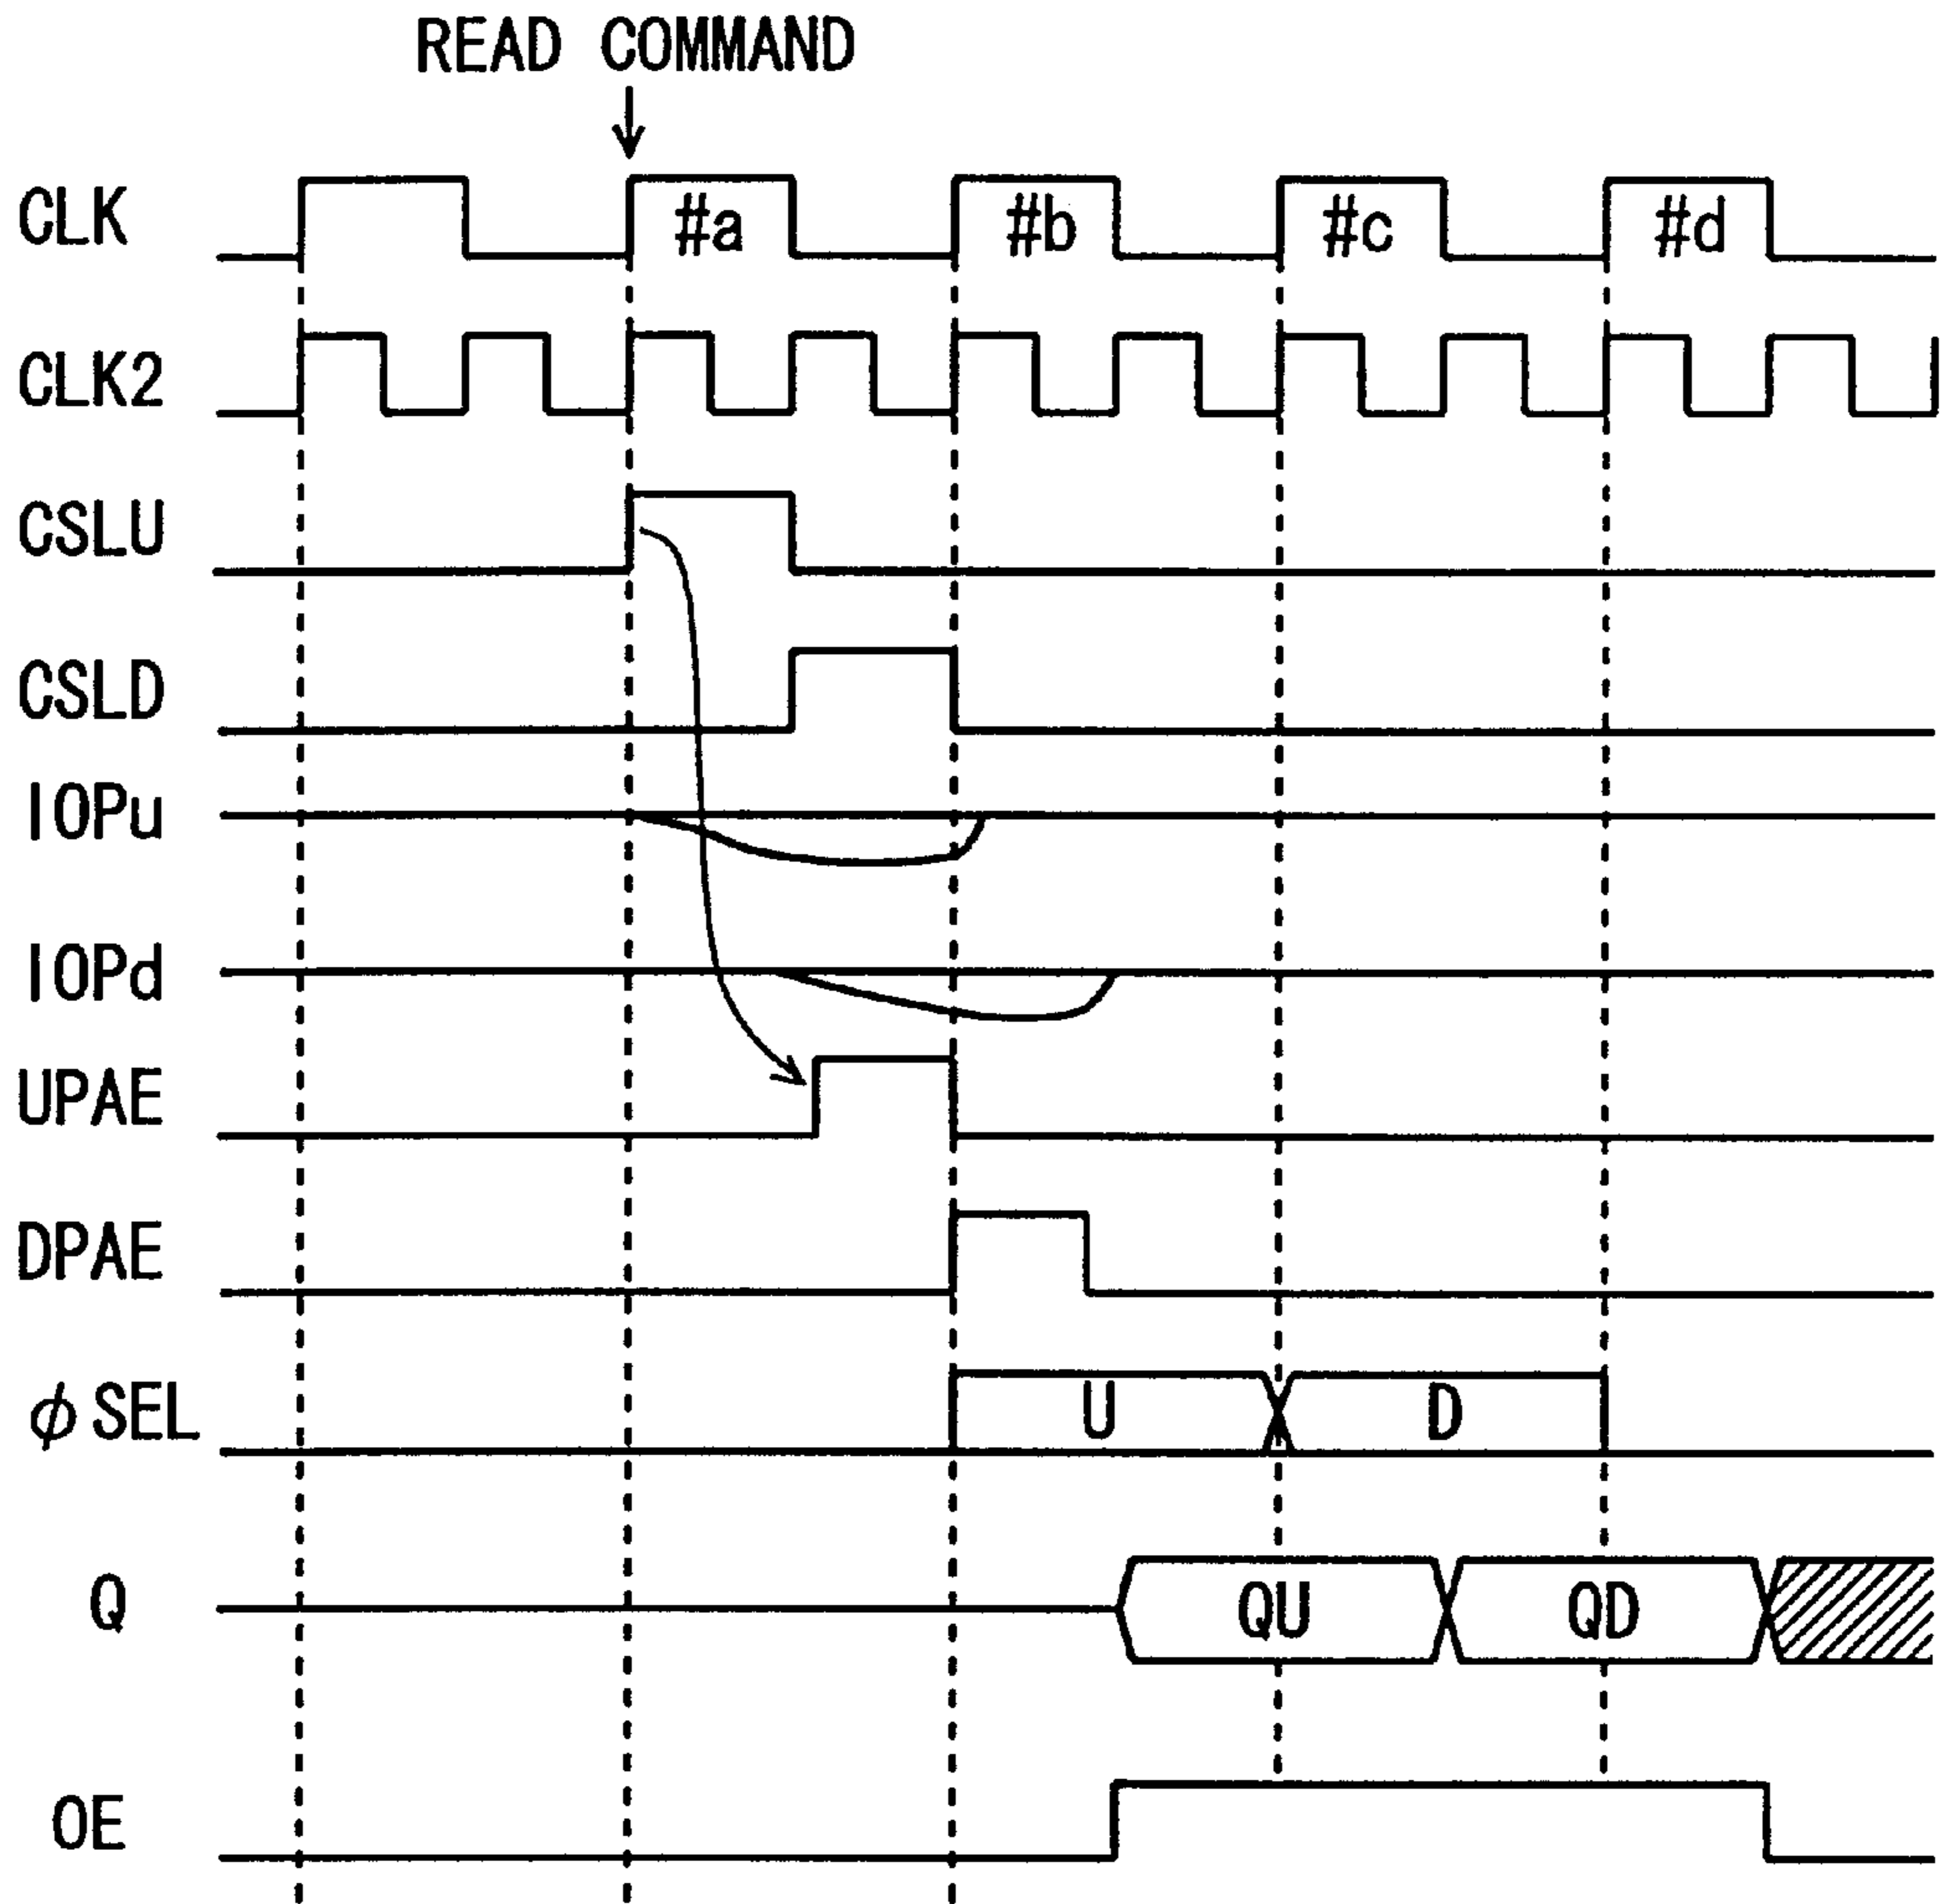 READ COMMAND
CLK #a #b #c #d
CLK2
CSLU
CSLD
IOPu
IOPd
UPAE
DPAE
φSEL U D
Q QU QD
OE